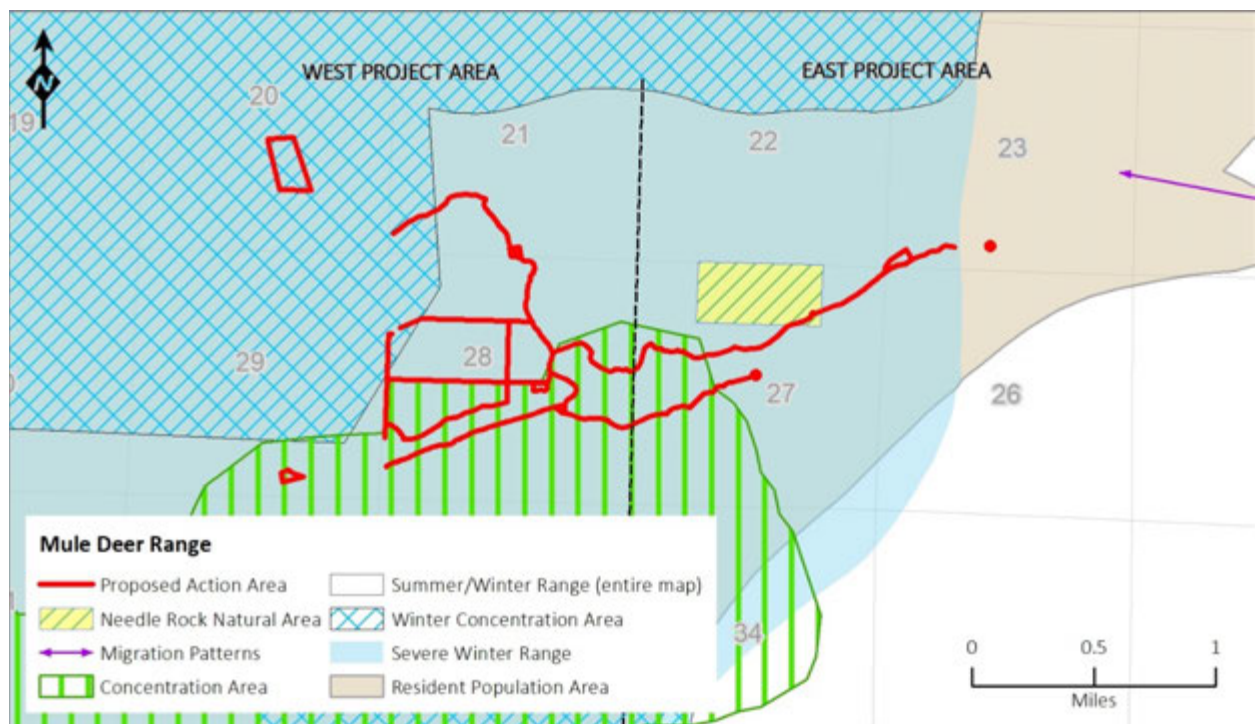 N
WEST PROJECT AREA
EAST PROJECT AREA
20
19
21
22
23
29
28
27
26
34
Mule Deer Range
Proposed Action Area
Summer/Winter Range (entire map)
Needle Rock Natural Area
Winter Concentration Area
Migration Patterns
Severe Winter Range
Concentration Area
Resident Population Area
0 0.5 1
Miles